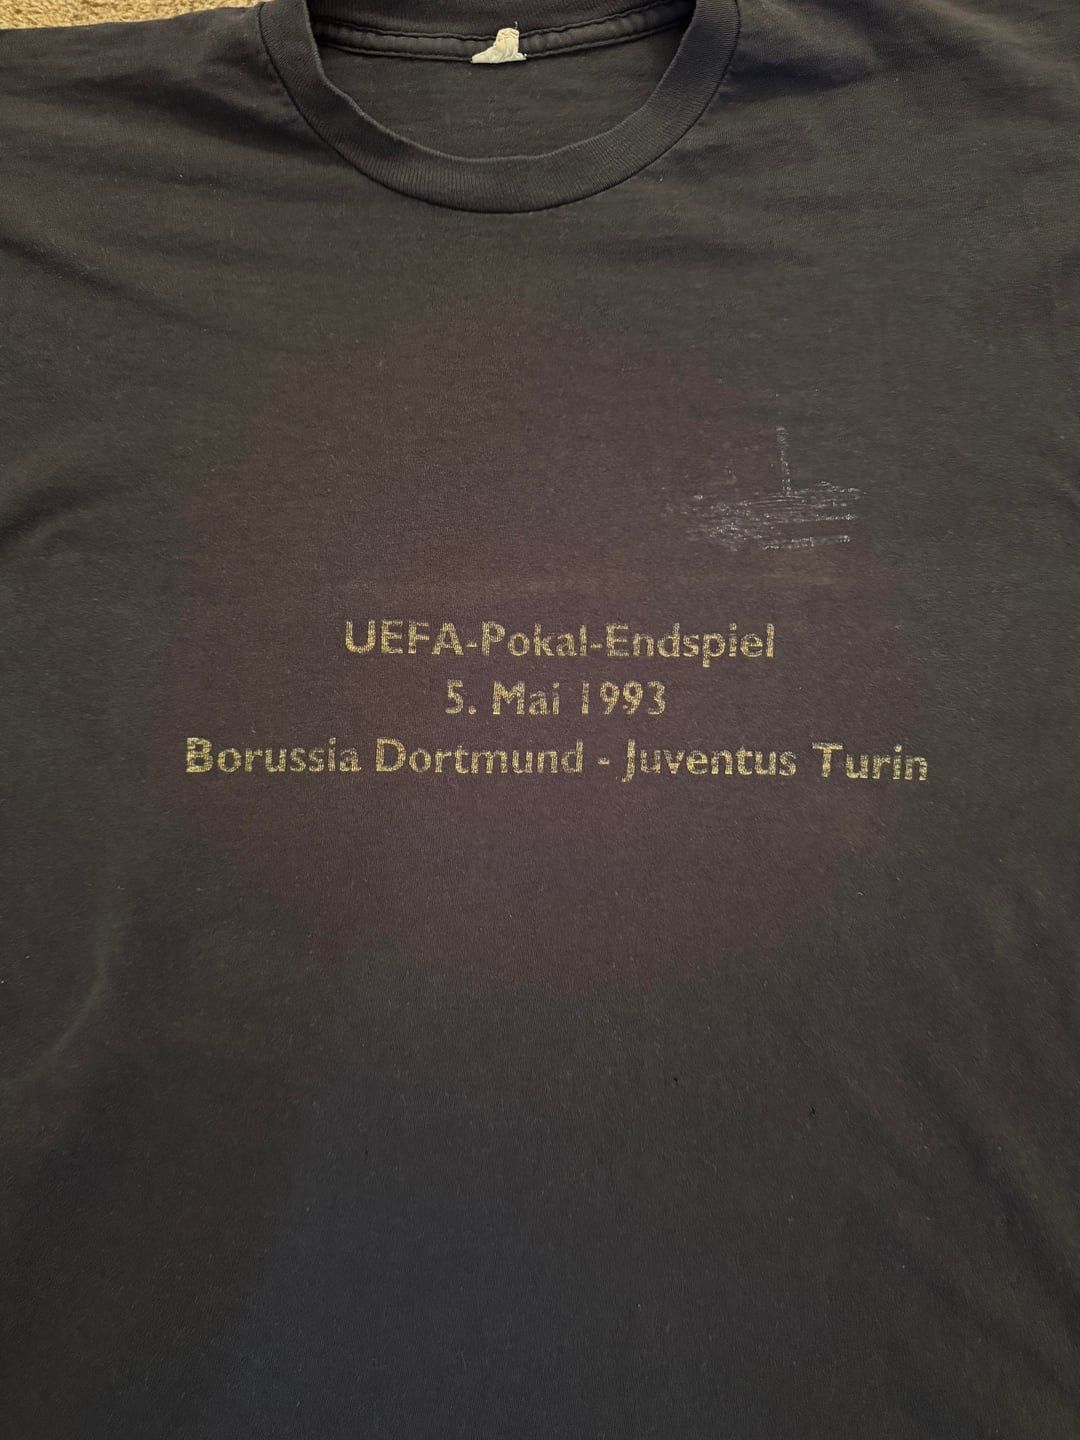 UEFA-Pokal-Endspiel
5. Mai 1993
Borussia Dortmund - Juventus Turin